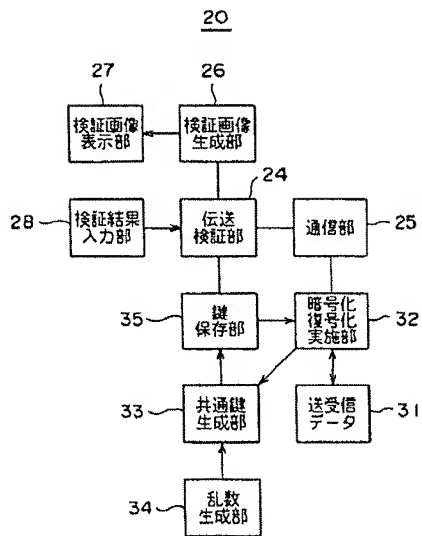 20
27
26
検証画像
表示部
検証画像
生成部
24
28
検証結果
入力部
伝送
検証部
通信部
25
35
鍵
保存部
暗号化
復号化
実施部
32
33
共通鍵
生成部
送受信
データ
31
34
乱数
生成部